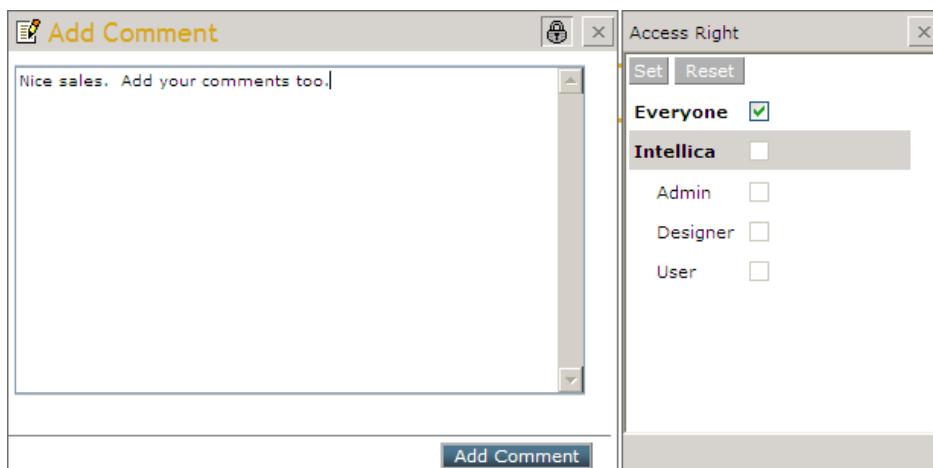 Add Comment
Nice sales.  Add your comments too.
Add Comment
Access Right
Set Reset
Everyone
Intellica
Admin
Designer
User